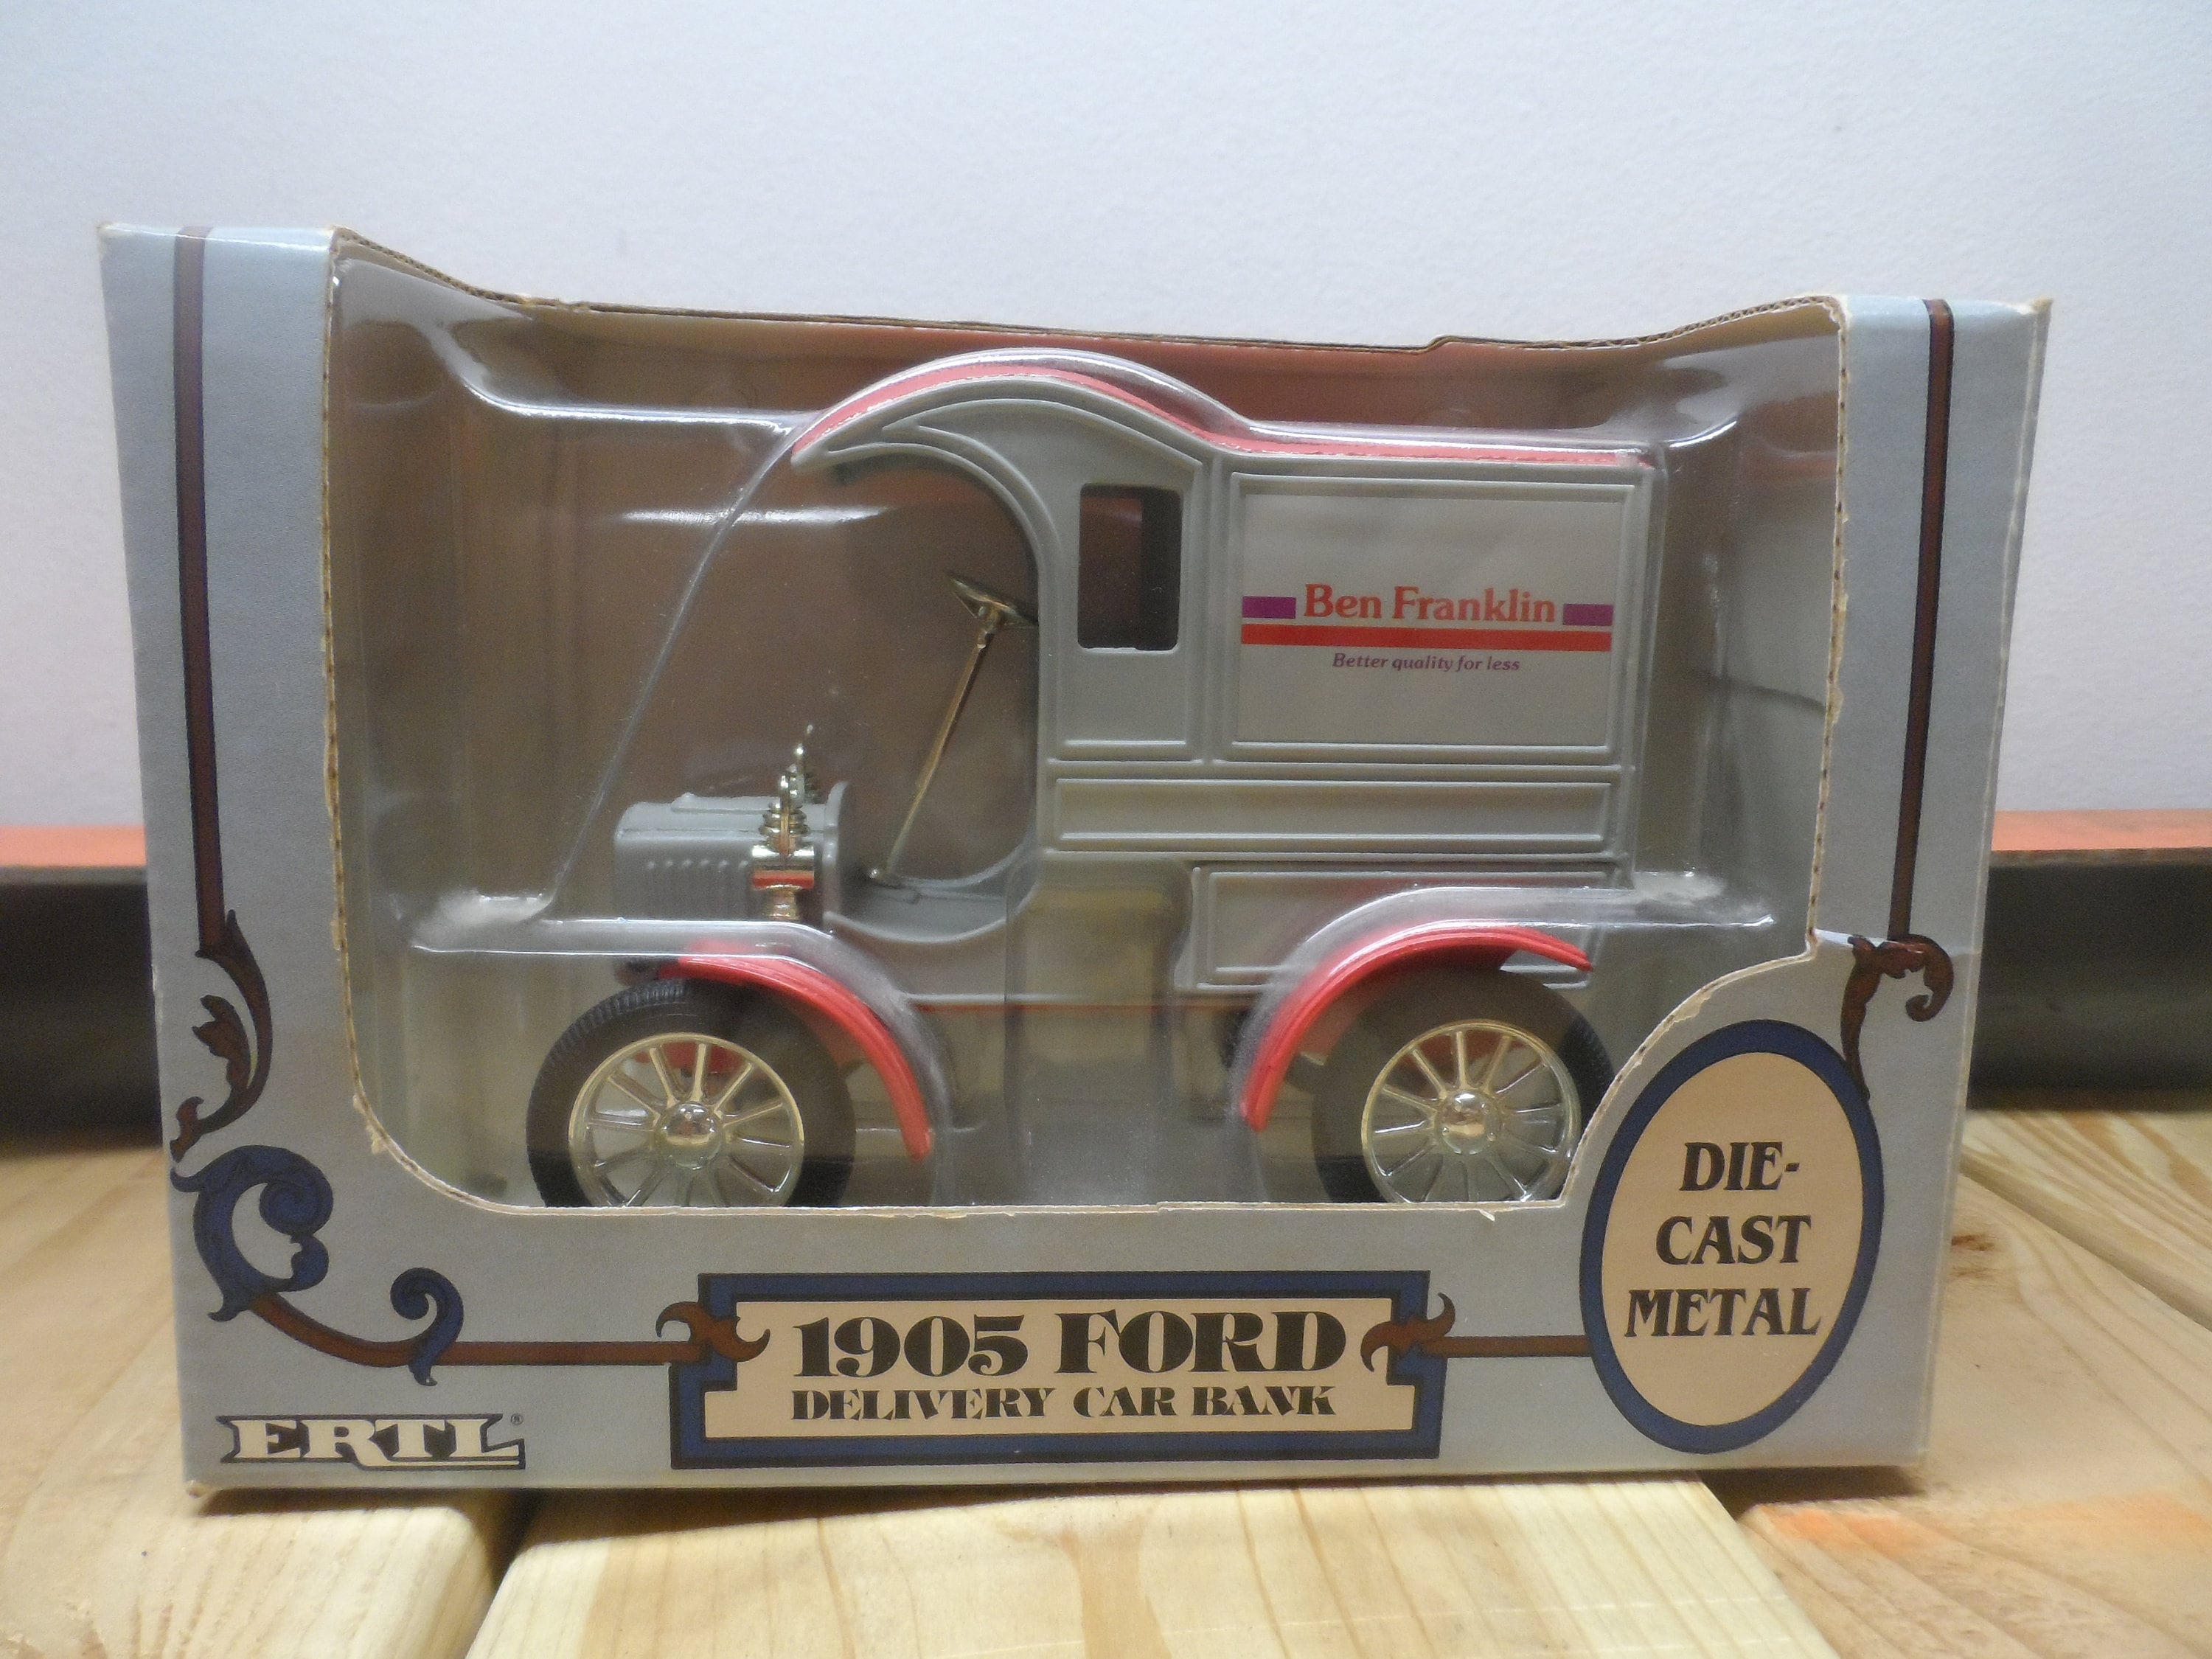 Ben Franklin
Better quality for less
DIE-
CAST
METAL
1905 FORD
DELIVERY CAR BANK
ERTL®